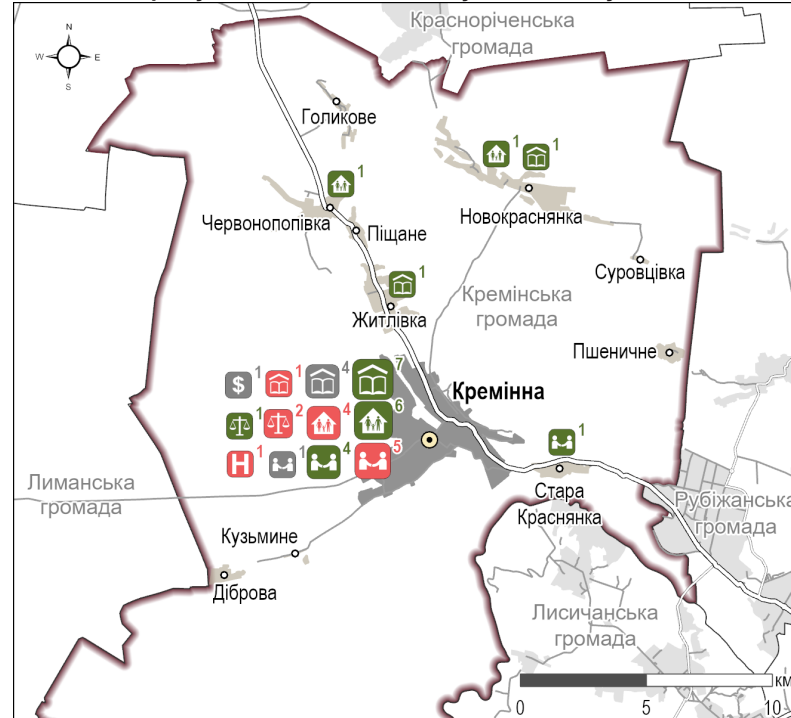 Красноріченська
громада
N
W
E
S
Голикове
1
1
1
Червонопопівка
Новокраснянка
Піщане
Суровцівка
1
Кремінська
громада
Житлівка
Пшеничне
$
1
1
4
7
Кремінна
1
2
4
6
1
H
1
1
4
5
Лиманська
громада
Стара
Краснянка
Рубіжанська
громада
Кузьмине
Діброва
Лисичанська
громада
км
0
5
10